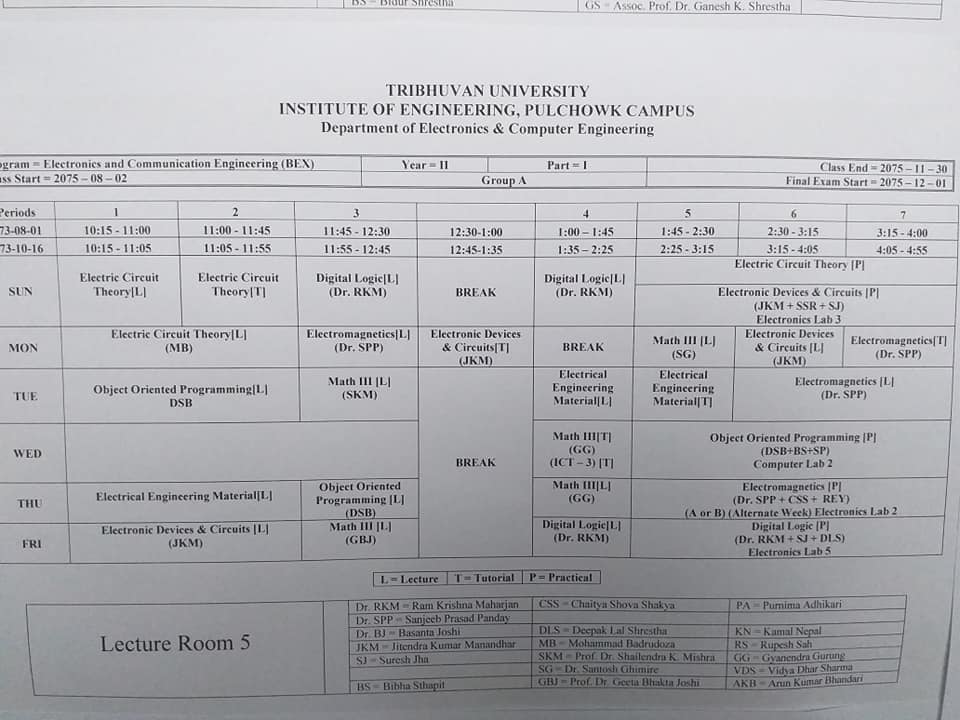 BS = Bidur Shrestha
GS = Assoc. Prof. Dr. Ganesh K. Shrestha
TRIBHUVAN UNIVERSITY
INSTITUTE OF ENGINEERING, PULCHOWK CAMPUS
Department of Electronics & Computer Engineering
ogram = Electronics and Communication Engineering (BEX) Year = II Part = I Class End = 2075 – 11 – 30
ass Start = 2075 – 08 – 02 Group A Final Exam Start = 2075 – 12 – 01
Periods 1 2 3 4 5 6 7
73-08-01 10:15 - 11:00 11:00 - 11:45 11:45 - 12:30 12:30-1:00 1:00 – 1:45 1:45 - 2:30 2:30 - 3:15 3:15 - 4:00
73-10-16 10:15 - 11:05 11:05 - 11:55 11:55 - 12:45 12:45-1:35 1:35 – 2:25 2:25 - 3:15 3:15 - 4:05 4:05 - 4:55
SUN
Electric Circuit
Theory[L]
Electric Circuit
Theory[T]
Digital Logic[L]
(Dr. RKM)
BREAK
Digital Logic[L]
(Dr. RKM)
Electric Circuit Theory [P]
Electronic Devices & Circuits [P]
(JKM + SSR + SJ)
Electronics Lab 3
MON
Electric Circuit Theory[L]
(MB)
Electromagnetics[L]
(Dr. SPP)
Electronic Devices
& Circuits[T]
(JKM)
BREAK
Math III [L]
(SG)
Electronic Devices
& Circuits [L]
(JKM)
Electromagnetics[T]
(Dr. SPP)
TUE
Object Oriented Programming[L]
DSB
Math III [L]
(SKM)
BREAK
Electrical
Engineering
Material[L]
Electrical
Engineering
Material[T]
Electromagnetics [L]
(Dr. SPP)
WED
Math III[T]
(GG)
(ICT – 3) [T]
Object Oriented Programming [P]
(DSB+BS+SP)
Computer Lab 2
THU
Electrical Engineering Material[L]
Object Oriented
Programming [L]
(DSB)
Math III[L]
(GG)
Electromagnetics [P]
(Dr. SPP + CSS + REY)
(A or B) (Alternate Week) Electronics Lab 2
FRI
Electronic Devices & Circuits [L]
(JKM)
Math III [L]
(GBJ)
Digital Logic[L]
(Dr. RKM)
Digital Logic [P]
(Dr. RKM + SJ + DLS)
Electronics Lab 5
L = Lecture T = Tutorial P = Practical
Lecture Room 5
Dr. RKM = Ram Krishna Maharjan CSS = Chaitya Shova Shakya PA = Purnima Adhikari
Dr. SPP = Sanjeeb Prasad Panday
Dr. BJ = Basanta Joshi DLS = Deepak Lal Shrestha KN = Kamal Nepal
JKM = Jitendra Kumar Manandhar MB = Mohammad Badrudoza RS = Rupesh Sah
SJ = Suresh Jha SKM = Prof. Dr. Shailendra K. Mishra GG = Gyanendra Gurung
SG = Dr. Santosh Ghimire VDS = Vidya Dhar Sharma
BS = Bibha Sthapit GBJ = Prof. Dr. Geeta Bhakta Joshi AKB = Arun Kumar Bhandari